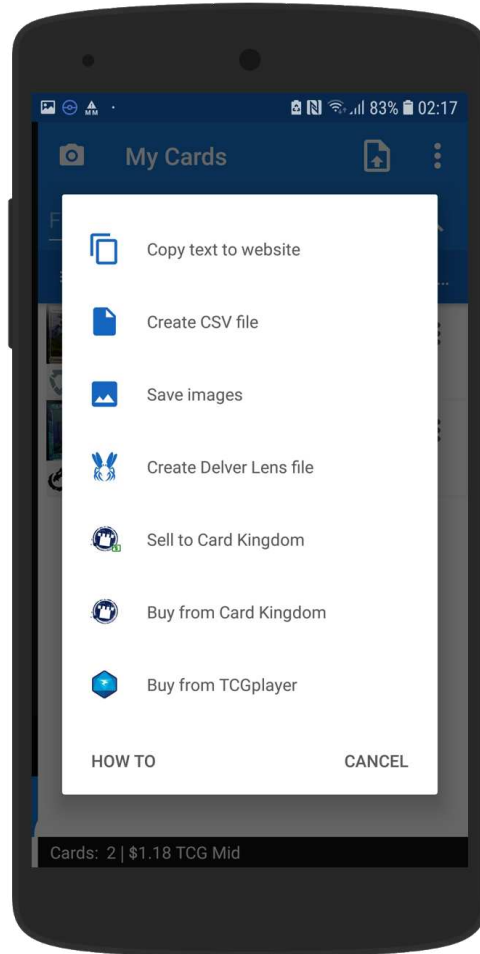 83% 02:17
My Cards
F
Copy text to website
Create CSV file
Save images
Create Delver Lens file
Sell to Card Kingdom
Buy from Card Kingdom
Buy from TCGplayer
HOW TO CANCEL
Cards: 2 | $1.18 TCG Mid